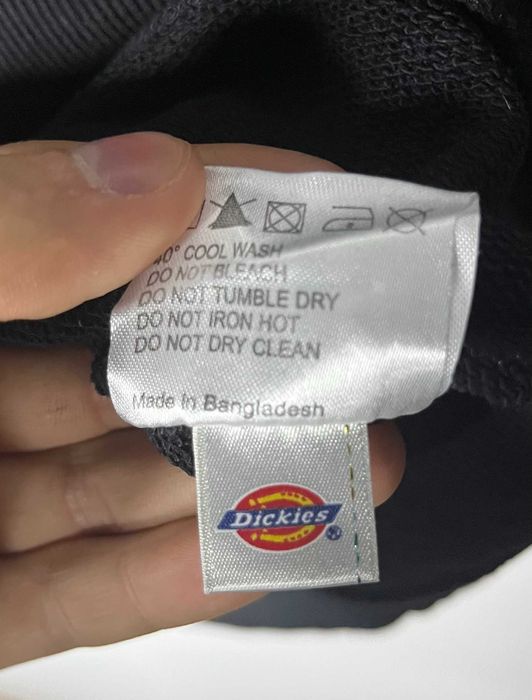 40° COOL WASH
DO NOT BLEACH
DO NOT TUMBLE DRY
DO NOT IRON HOT
DO NOT DRY CLEAN
Made In Bangladesh
Dickies